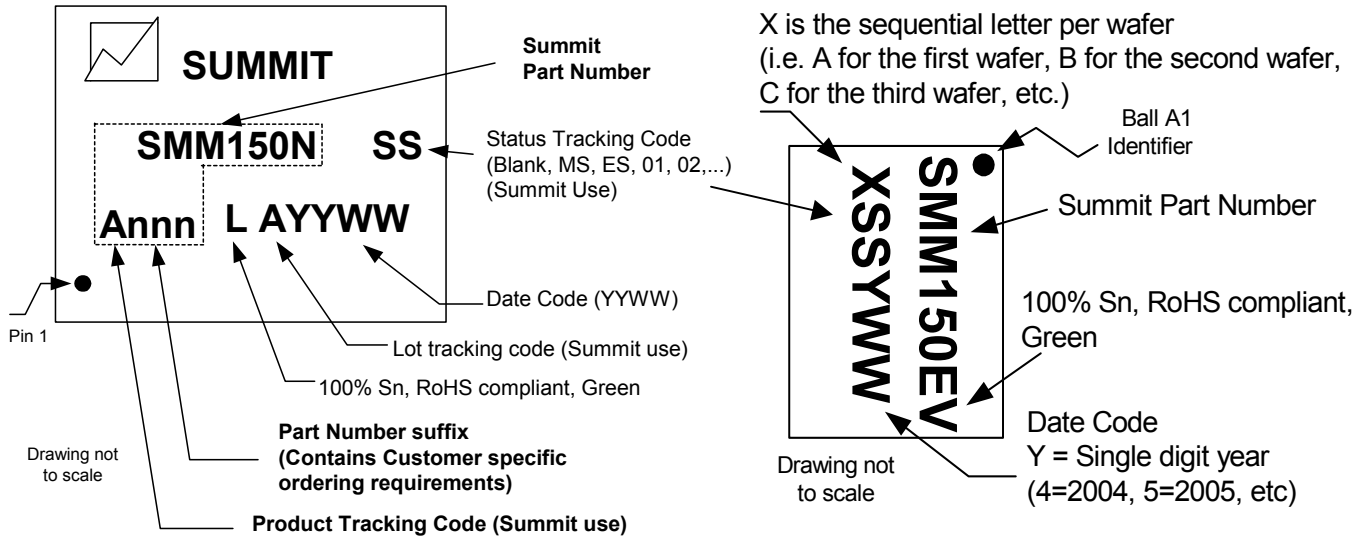 SUMMIT
Summit
Part Number
SMM150N SS
Status Tracking Code
(Blank, MS, ES, 01, 02,...)
(Summit Use)
Annn L AYYWW
Date Code (YYWW)
Pin 1
Lot tracking code (Summit use)
100% Sn, RoHS compliant, Green
Drawing not
to scale
Part Number suffix
(Contains Customer specific
ordering requirements)
Product Tracking Code (Summit use)
X is the sequential letter per wafer
(i.e. A for the first wafer, B for the second wafer,
C for the third wafer, etc.)
Ball A1
Identifier
SMM150EV
XSSYWW
Summit Part Number
100% Sn, RoHS compliant,
Green
Date Code
Y = Single digit year
(4=2004, 5=2005, etc)
Drawing not
to scale